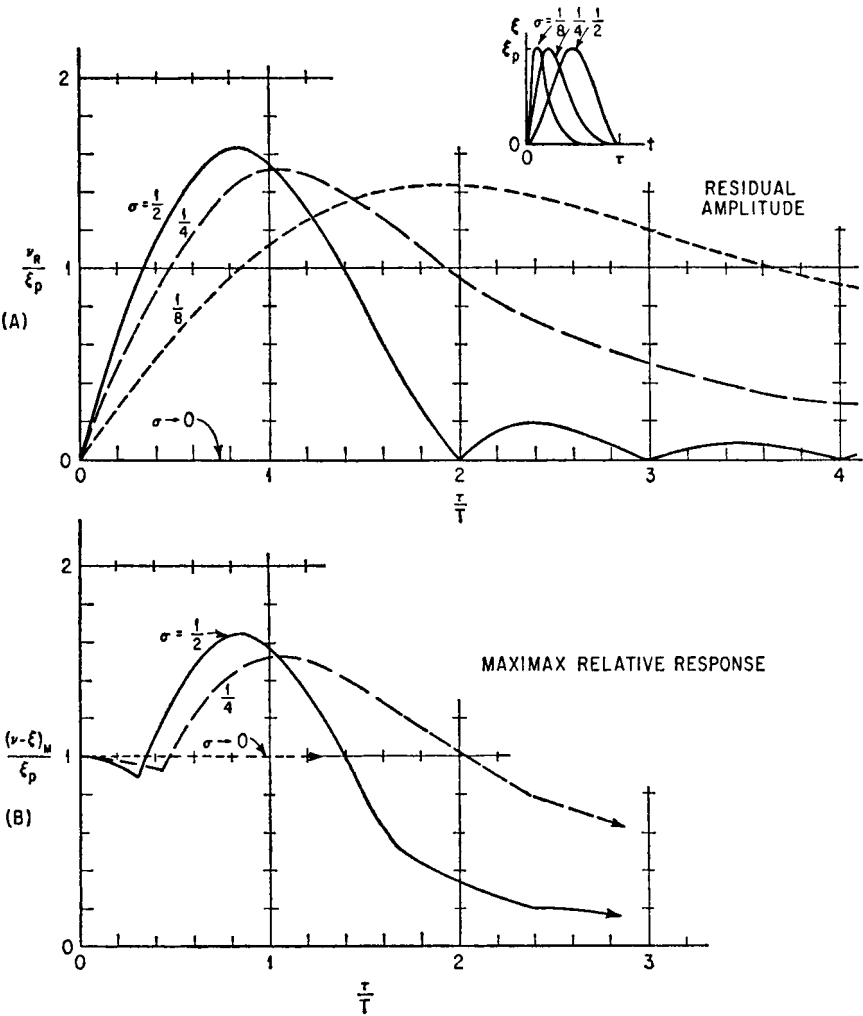 ξ σ = 1/8 1/4 1/2
ξp
0
0 τ t
2
RESIDUAL
AMPLITUDE
σ = 1/2
1/4
νR/ξp
1
1/8
(A)
σ→0
0
0 1 2 3 4
τ/T
2
σ = 1/2
MAXIMAX RELATIVE RESPONSE
1/4
σ→0
(ν-ξ)M/ξp
1
(B)
0
0 1 2 3
τ/T